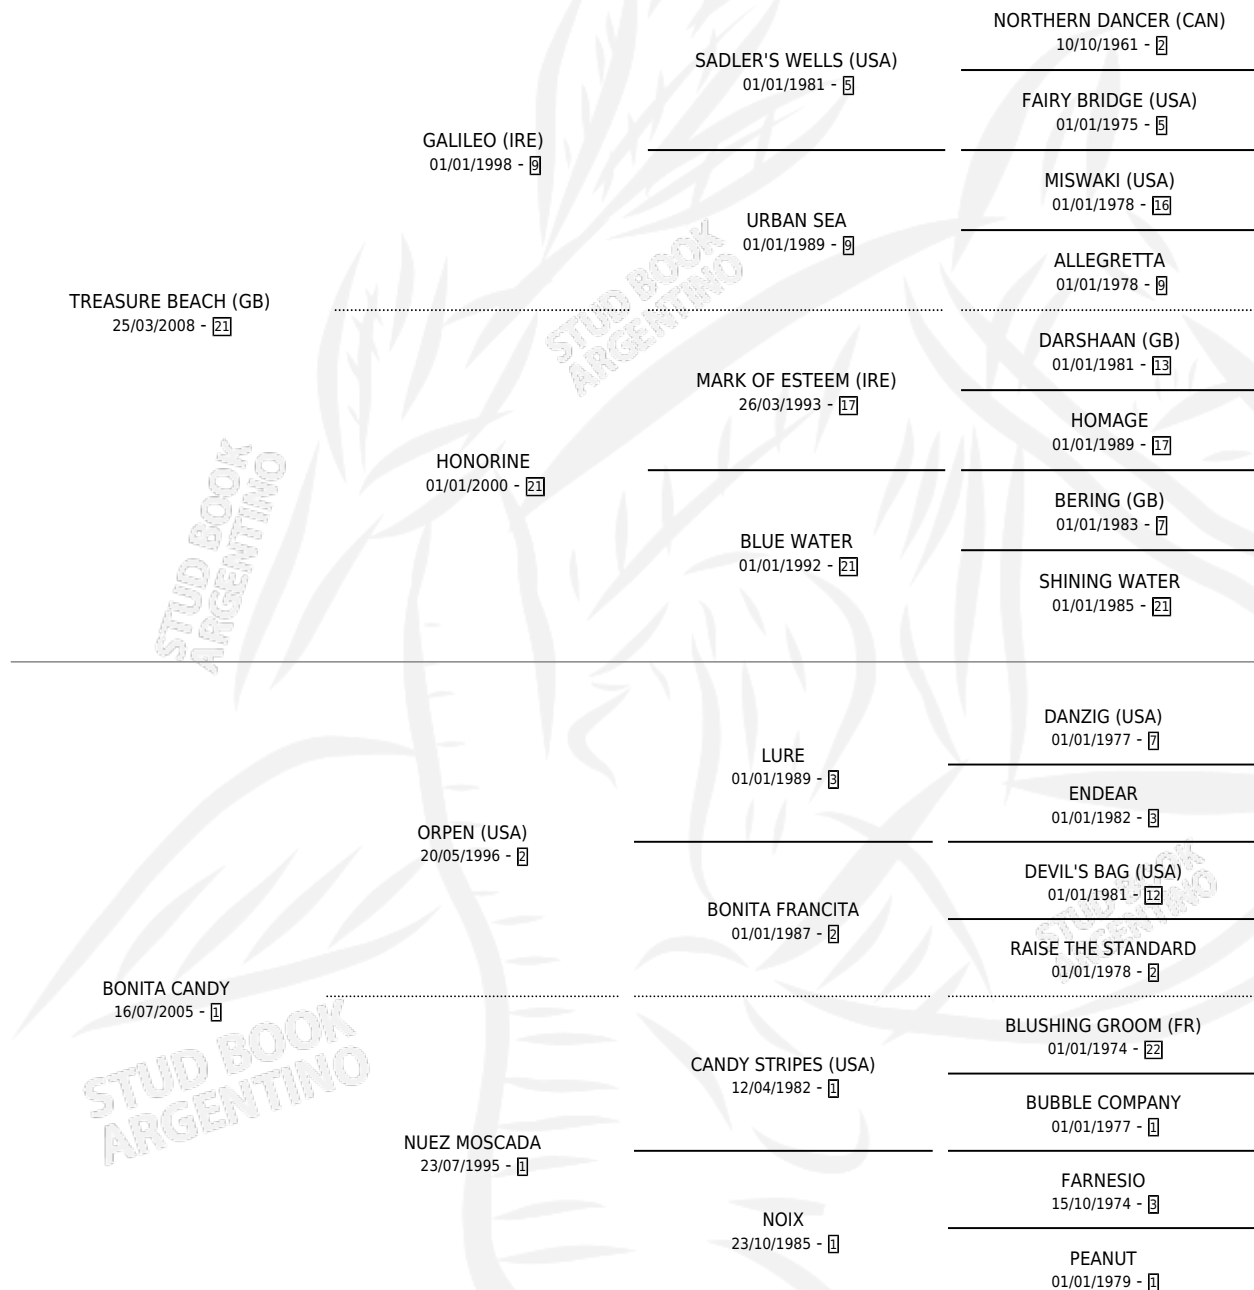 NORTHERN DANCER (CAN)
10/10/1961 - 2
SADLER'S WELLS (USA)
01/01/1981 - 5
FAIRY BRIDGE (USA)
01/01/1975 - 5
GALILEO (IRE)
01/01/1998 - 9
MISWAKI (USA)
01/01/1978 - 16
URBAN SEA
01/01/1989 - 9
ALLEGRETTA
01/01/1978 - 9
TREASURE BEACH (GB)
25/03/2008 - 21
DARSHAAN (GB)
01/01/1981 - 13
MARK OF ESTEEM (IRE)
26/03/1993 - 17
HOMAGE
01/01/1989 - 17
HONORINE
01/01/2000 - 21
BERING (GB)
01/01/1983 - 7
BLUE WATER
01/01/1992 - 21
SHINING WATER
01/01/1985 - 21
DANZIG (USA)
01/01/1977 - 7
LURE
01/01/1989 - 3
ENDEAR
01/01/1982 - 3
ORPEN (USA)
20/05/1996 - 2
DEVIL'S BAG (USA)
01/01/1981 - 12
BONITA FRANCITA
01/01/1987 - 2
RAISE THE STANDARD
01/01/1978 - 2
BONITA CANDY
16/07/2005 - 1
BLUSHING GROOM (FR)
01/01/1974 - 22
CANDY STRIPES (USA)
12/04/1982 - 1
BUBBLE COMPANY
01/01/1977 - 1
NUEZ MOSCADA
23/07/1995 - 1
FARNESIO
15/10/1974 - 3
NOIX
23/10/1985 - 1
PEANUT
01/01/1979 - 1
STUD BOOK
ARGENTINO
STUD BOOK
ARGENTINO
STUD BOOK
ARGENTINO
STUD BOOK
ARGENTINO